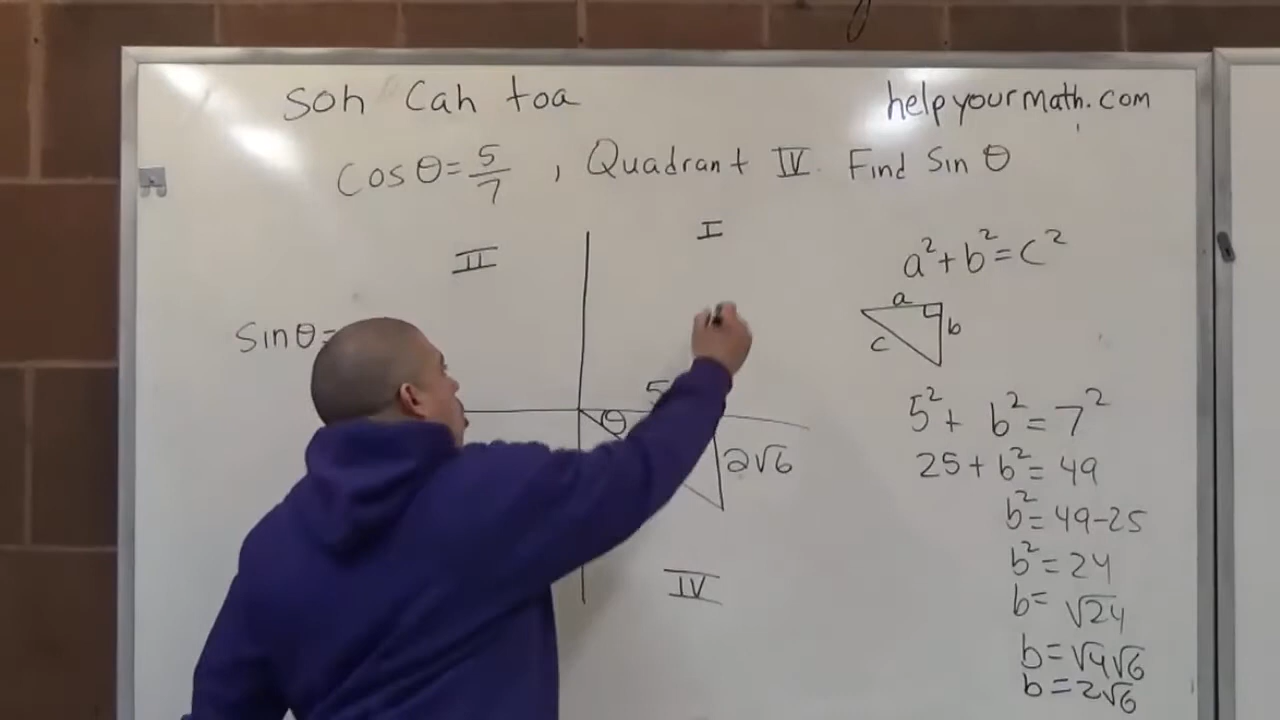 Soh Cah toa
helpyourmath.com
Cos θ = 5/7 , Quadrant IV. Find Sin θ
I
II
a² + b² = c²
a
b
c
Sin θ =
5
θ
2√6
5² + b² = 7²
25 + b² = 49
b² = 49 - 25
b² = 24
b = √24
b = √4√6
b = 2√6
IV